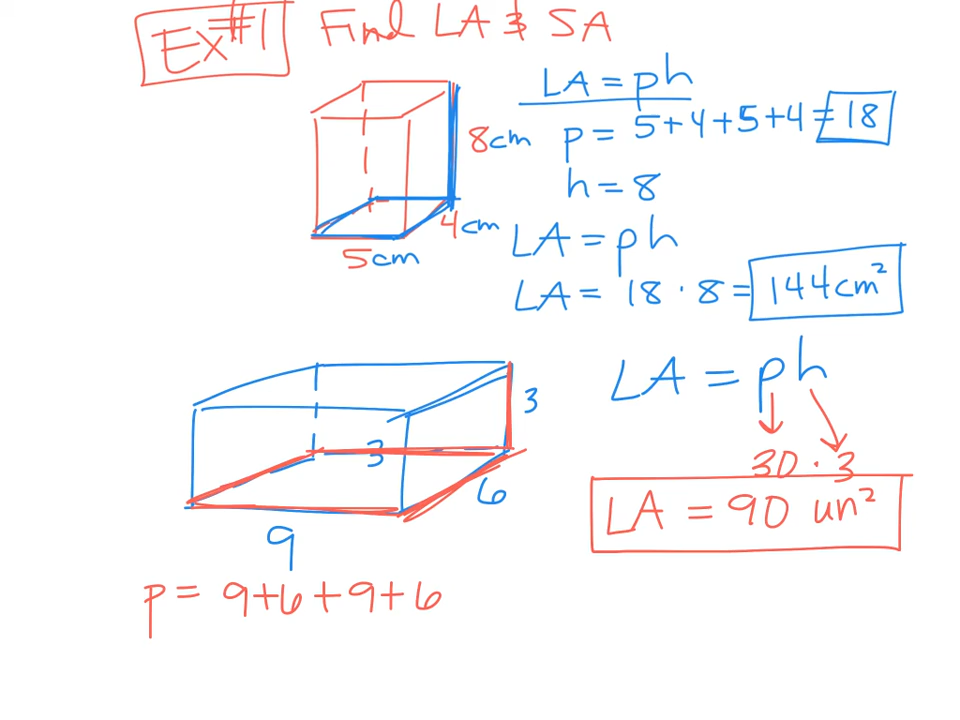 Ex#1 Find LA & SA
LA = ph
p = 5+4+5+4 = 18
8cm
h = 8
4cm
5cm
LA = ph
LA = 18 · 8 = 144cm²
LA = ph
3
3
30 · 3
6
LA = 90 un²
9
p = 9+6+9+6